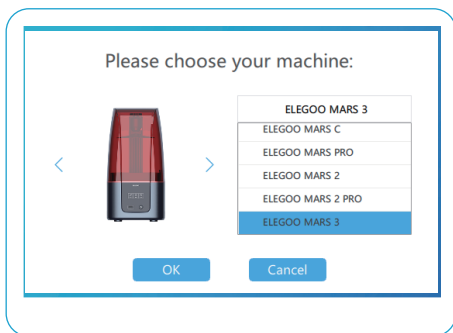 Please choose your machine:
ELEGOO MARS 3
ELEGOO MARS C
ELEGOO MARS PRO
ELEGOO MARS 2
ELEGOO MARS 2 PRO
ELEGOO MARS 3
OK
Cancel